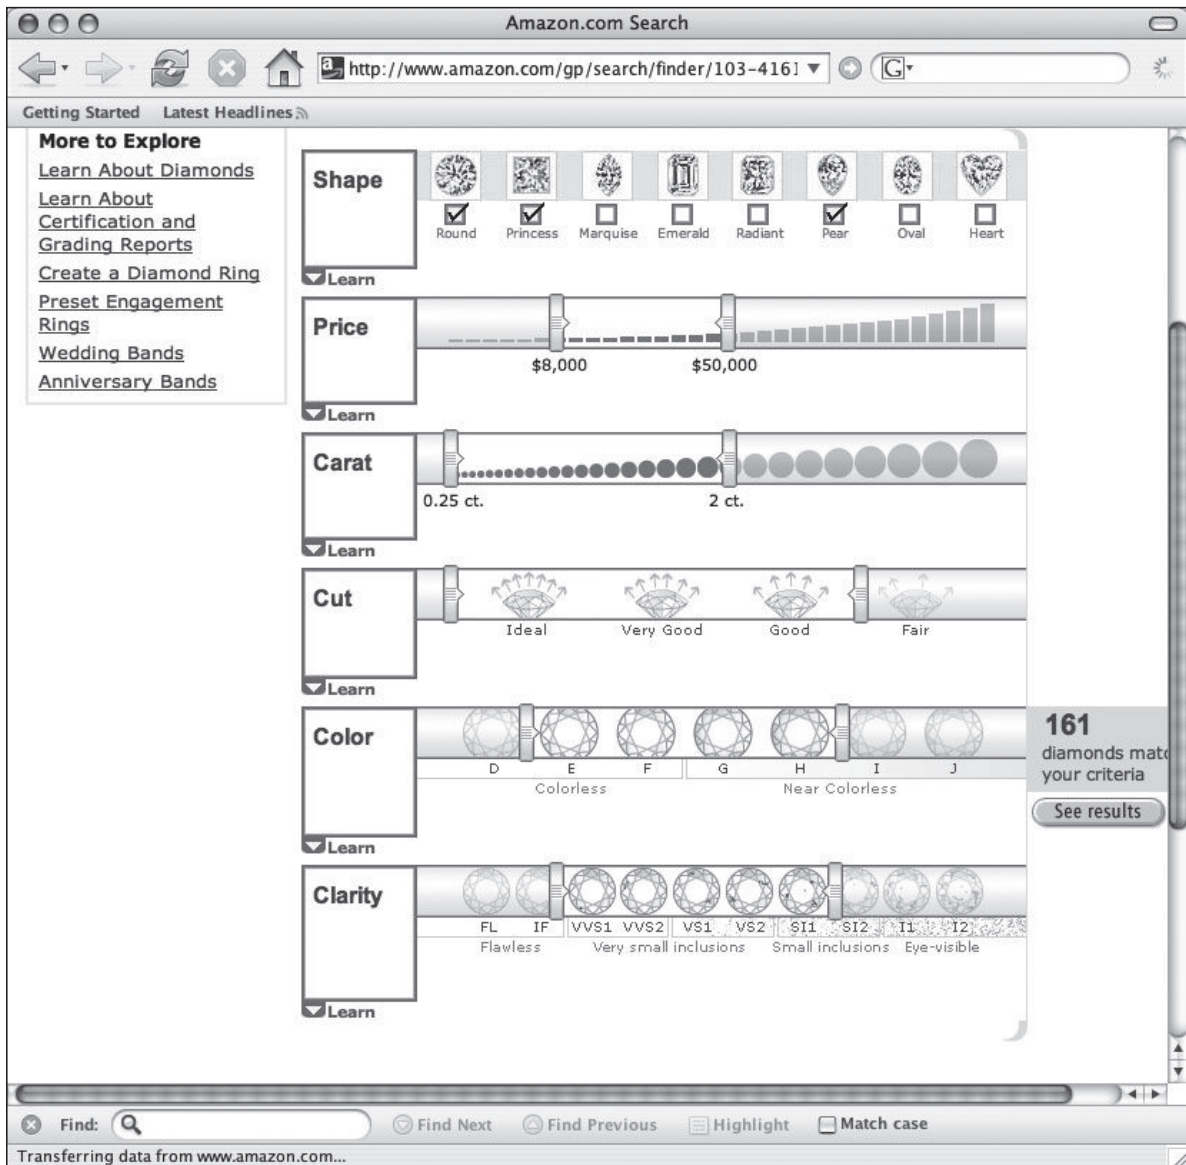 Amazon.com Search
http://www.amazon.com/gp/search/finder/103-4161
G
Getting Started Latest Headlines
More to Explore
Learn About Diamonds
Learn About
Certification and
Grading Reports
Create a Diamond Ring
Preset Engagement
Rings
Wedding Bands
Anniversary Bands
Shape
Round Princess Marquise Emerald Radiant Pear Oval Heart
Learn
Price
$8,000 $50,000
Learn
Carat
0.25 ct. 2 ct.
Learn
Cut
Ideal Very Good Good Fair
Learn
Color
D E F G H I J
Colorless Near Colorless
Learn
161
diamonds matc
your criteria
See results
Clarity
FL IF VVS1 VVS2 VS1 VS2 SI1 SI2 I1 I2
Flawless Very small inclusions Small inclusions Eye-visible
Learn
Find: Find Next Find Previous Highlight Match case
Transferring data from www.amazon.com...